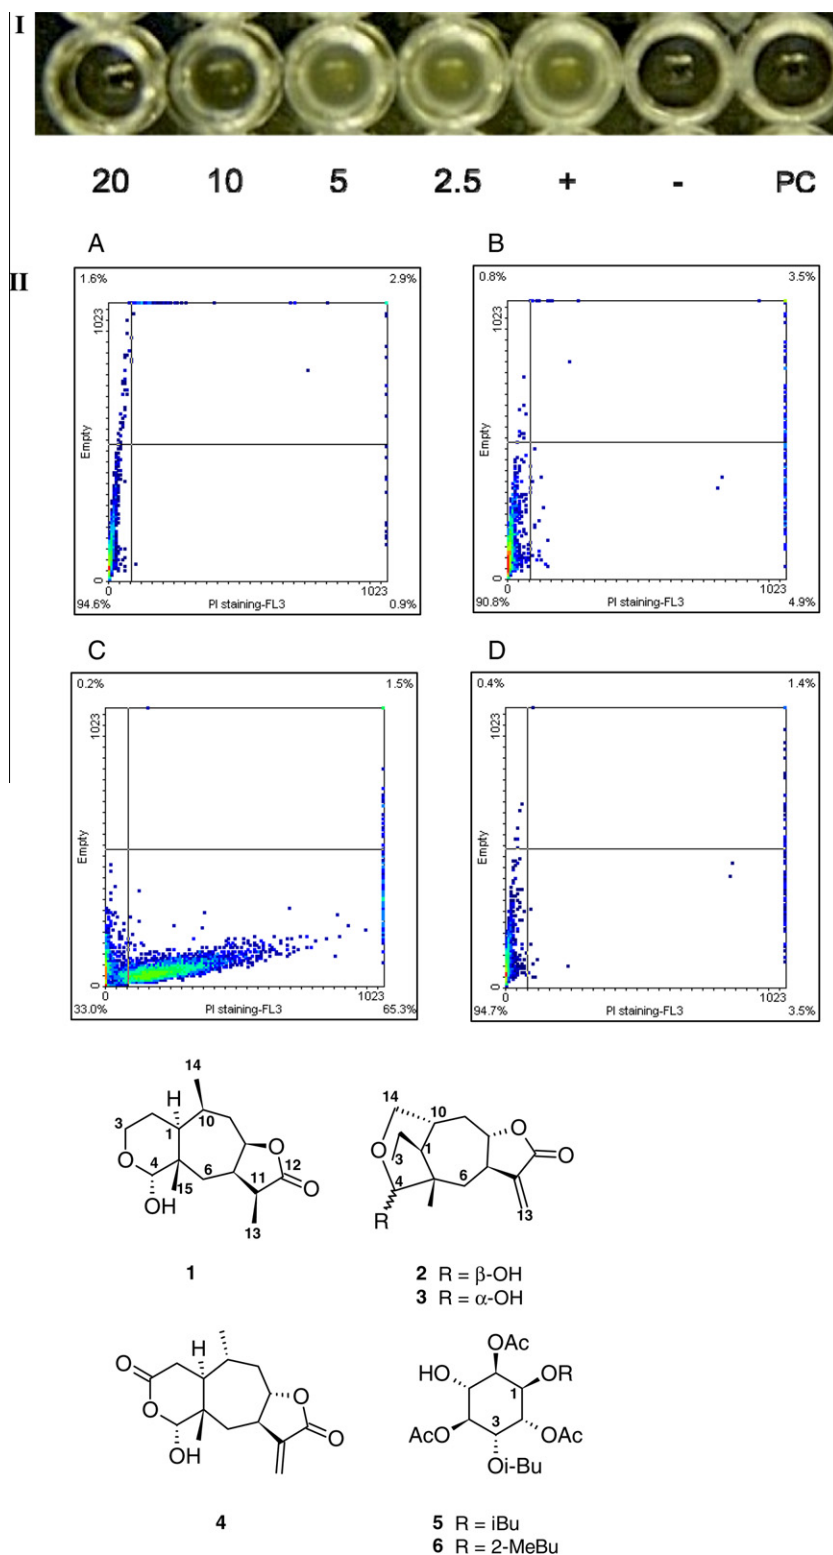 I
20 10 5 2.5 + - PC
II
A
1.6% 2.9%
1023
Empty
0
0 1023
94.6% PI staining-FL3 0.9%
B
0.8% 3.5%
1023
Empty
0
0 1023
90.8% PI staining-FL3 4.9%
C
0.2% 1.5%
1023
Empty
0
0 1023
33.0% PI staining-FL3 65.3%
D
0.4% 1.4%
1023
Empty
0
0 1023
94.7% PI staining-FL3 3.5%
14
H
3 10
1
O 4 6 O 12
15 11 O
OH
13
1
14
10
O
1
O 3 O
4 6
R
13
2 R = β-OH
3 R = α-OH
H
O
O O
O
OH
4
OAc
HO OR
1
3
AcO OAc
Oi-Bu
5 R = iBu
6 R = 2-MeBu